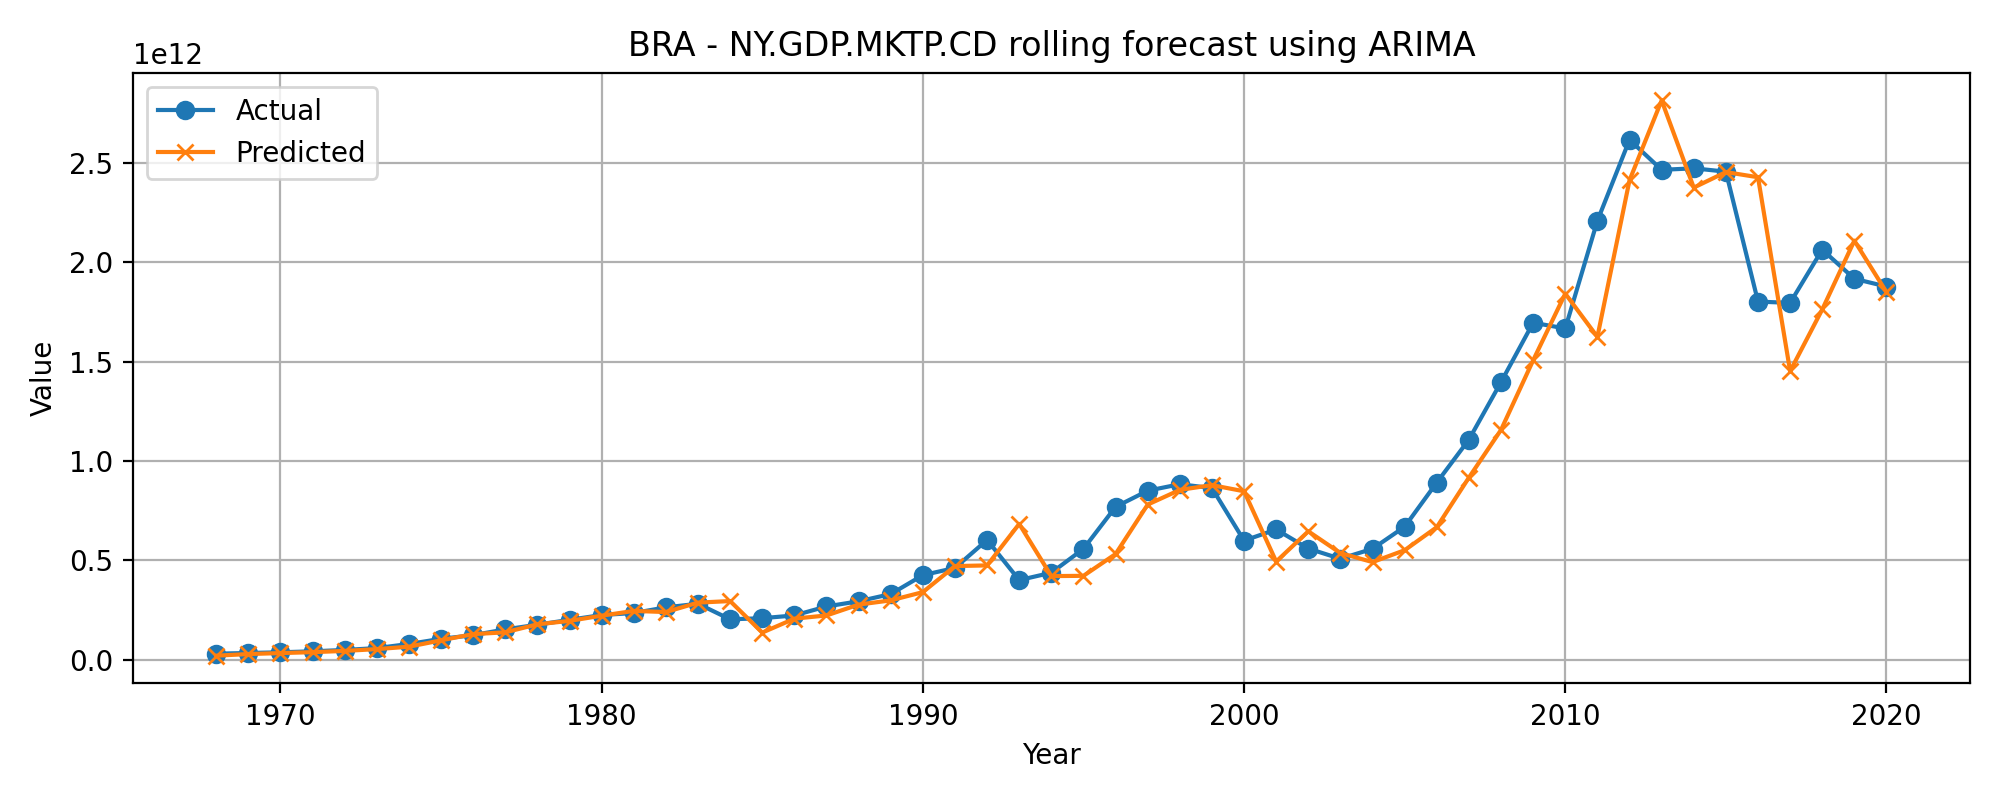 BRA - NY.GDP.MKTP.CD rolling forecast using ARIMA
1e12
Actual
Predicted
2.5
2.0
1.5
1.0
0.5
0.0
Value
1970 1980 1990 2000 2010 2020
Year